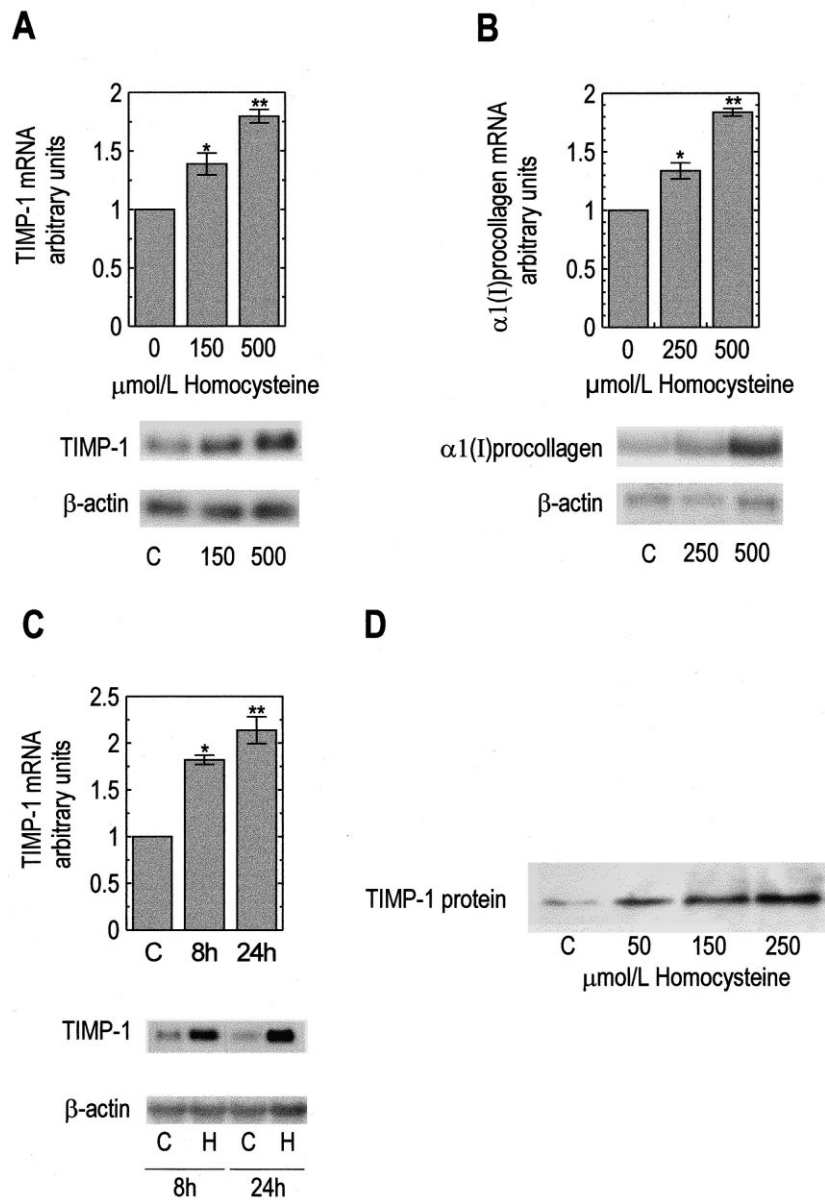 A
TIMP-1 mRNA
arbitrary units
2
1.5
1
0.5
0
*
**
0 150 500
μmol/L Homocysteine
TIMP-1
β-actin
C 150 500
B
α1(I)procollagen mRNA
arbitrary units
2
1.5
1
0.5
0
*
**
0 250 500
μmol/L Homocysteine
α1(I)procollagen
β-actin
C 250 500
C
TIMP-1 mRNA
arbitrary units
2.5
2
1.5
1
0.5
0
*
**
C 8h 24h
TIMP-1
β-actin
C H C H
8h 24h
D
TIMP-1 protein
C 50 150 250
μmol/L Homocysteine